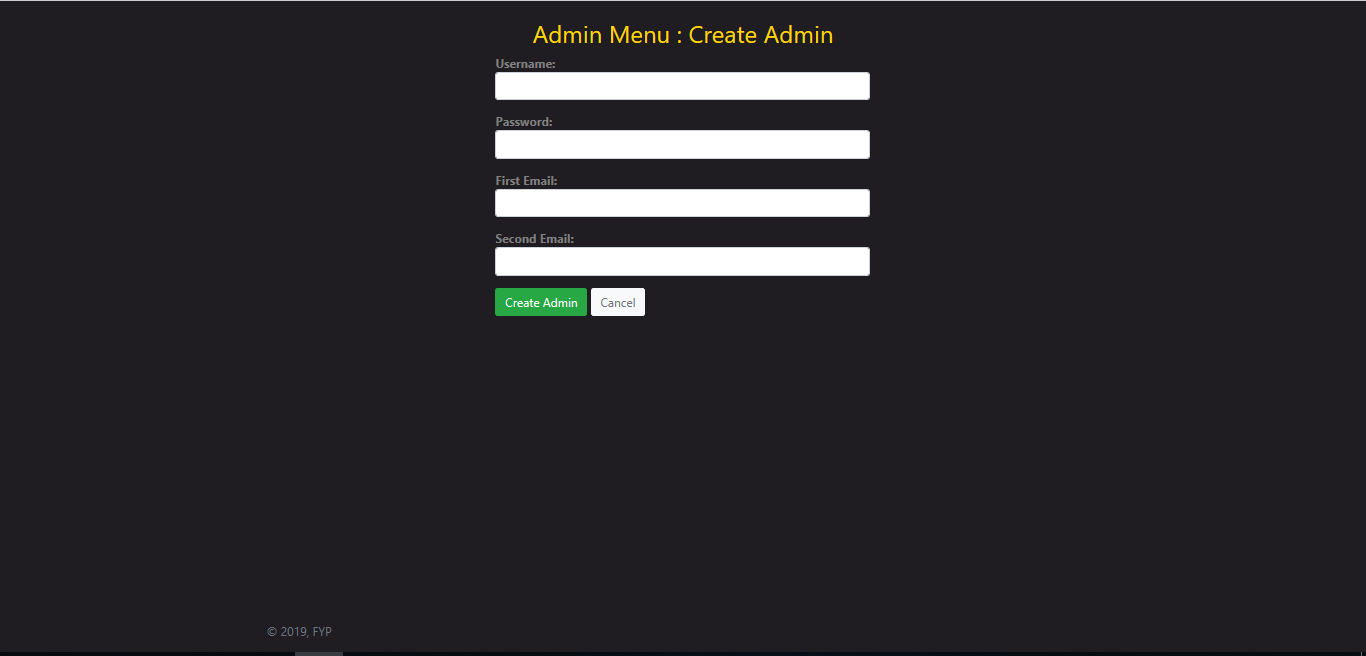 Admin Menu : Create Admin
Username:
Password:
First Email:
Second Email:
Create Admin Cancel
© 2019, FYP